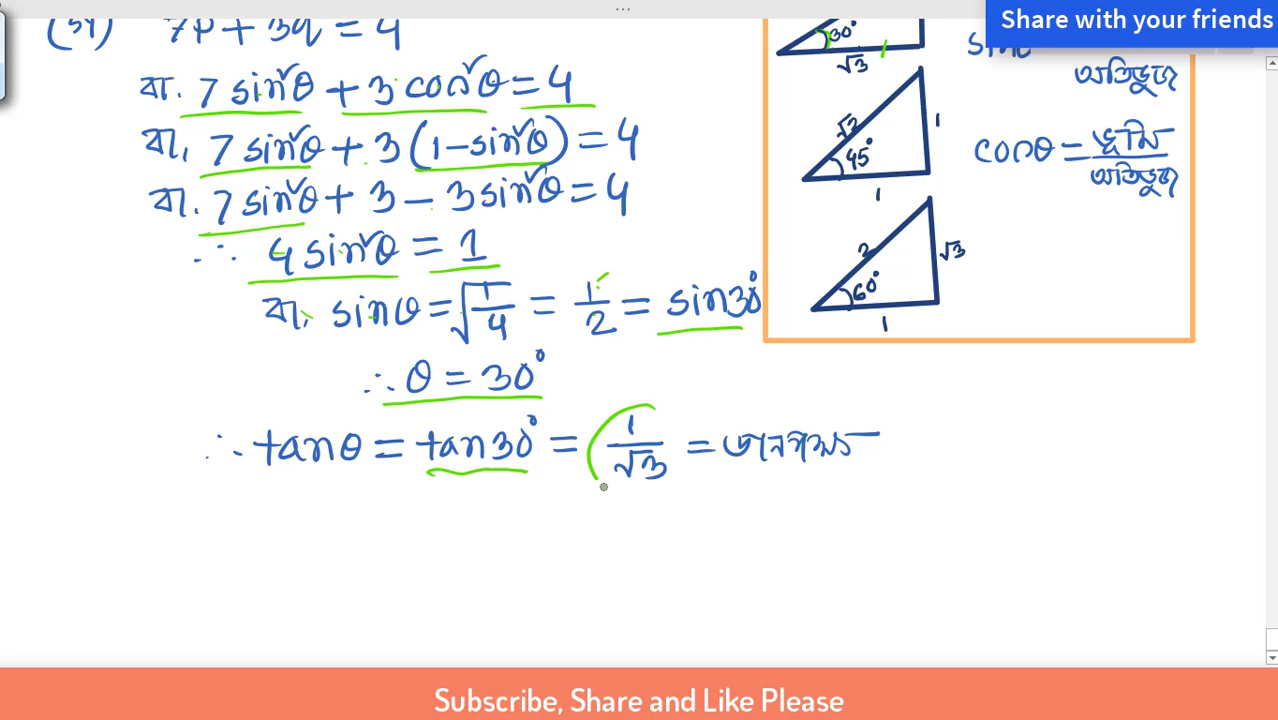 Share with your friends
7p + 3q = 4
বা, 7 sin²θ + 3 cos²θ = 4
বা, 7 sin²θ + 3 (1 - sin²θ) = 4
বা, 7 sin²θ + 3 - 3 sin²θ = 4
∴ 4 sin²θ = 1
বা, sinθ = √(1/4) = 1/2 = sin30°
∴ θ = 30°
∴ tanθ = tan30° = 1/√3 = ডানপক্ষ
30°
√3
√2
1
45°
1
2
√3
60°
1
অতিভুজ
cosθ = ভূমি/অতিভুজ
Subscribe, Share and Like Please